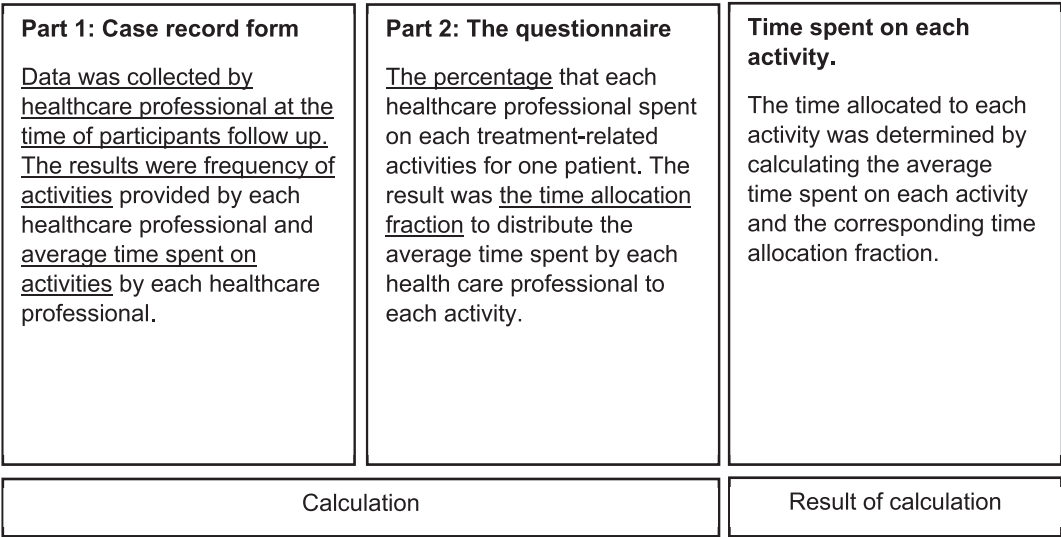 Part 1: Case record form
Data was collected by
healthcare professional at the
time of participants follow up.
The results were frequency of
activities provided by each
healthcare professional and
average time spent on
activities by each healthcare
professional.
Part 2: The questionnaire
The percentage that each
healthcare professional spent
on each treatment-related
activities for one patient. The
result was the time allocation
fraction to distribute the
average time spent by each
health care professional to
each activity.
Time spent on each
activity.
The time allocated to each
activity was determined by
calculating the average
time spent on each activity
and the corresponding time
allocation fraction.
Calculation
Result of calculation